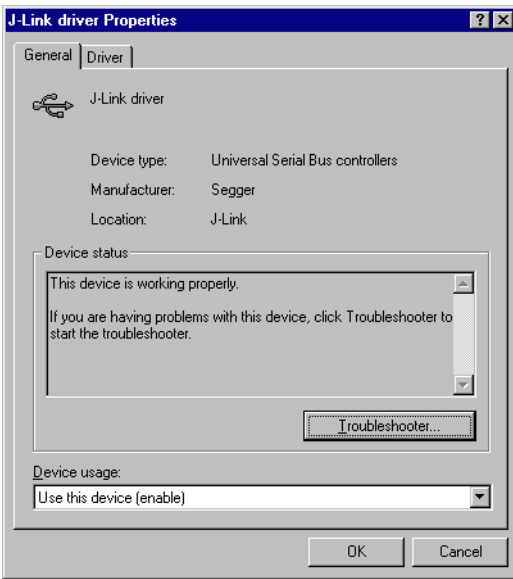 J-Link driver Properties
General Driver
J-Link driver
Device type: Universal Serial Bus controllers
Manufacturer: Segger
Location: J-Link
Device status
This device is working properly.
If you are having problems with this device, click Troubleshooter to
start the troubleshooter.
Troubleshooter...
Device usage:
Use this device (enable)
OK Cancel